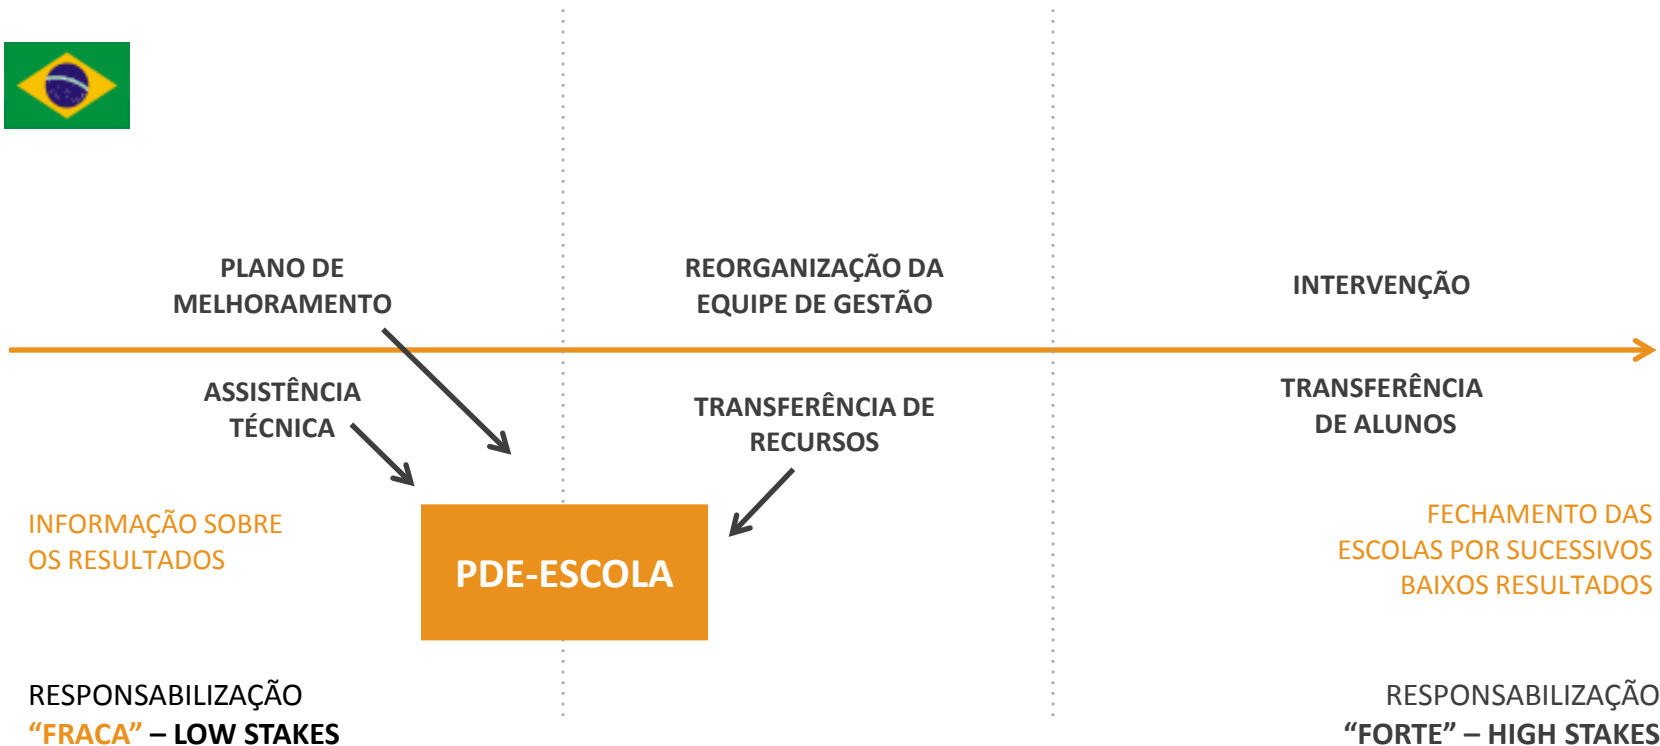 PLANO DE
MELHORAMENTO
REORGANIZAÇÃO DA
EQUIPE DE GESTÃO
INTERVENÇÃO
ASSISTÊNCIA
TÉCNICA
TRANSFERÊNCIA DE
RECURSOS
TRANSFERÊNCIA
DE ALUNOS
INFORMAÇÃO SOBRE
OS RESULTADOS
PDE-ESCOLA
FECHAMENTO DAS
ESCOLAS POR SUCESSIVOS
BAIXOS RESULTADOS
RESPONSABILIZAÇÃO
“FRACA” – LOW STAKES
RESPONSABILIZAÇÃO
“FORTE” – HIGH STAKES